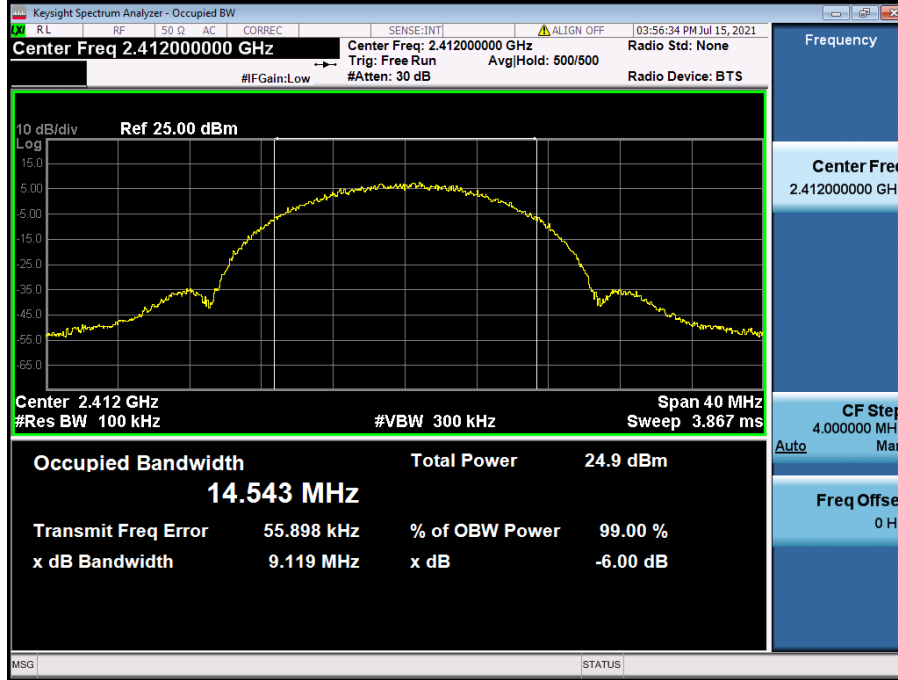 Keysight Spectrum Analyzer - Occupied BW
LXI RL RF 50 Ω AC CORREC SENSE:INT ALIGN OFF 03:56:34 PM Jul 15, 2021
Center Freq 2.412000000 GHz
Center Freq: 2.412000000 GHz
Radio Std: None
Trig: Free Run
Avg|Hold: 500/500
#IFGain:Low
#Atten: 30 dB
Radio Device: BTS
10 dB/div
Ref 25.00 dBm
Log
15.0
5.00
-5.00
-15.0
-25.0
-35.0
-45.0
-55.0
-65.0
Center 2.412 GHz
Span 40 MHz
#Res BW 100 kHz
#VBW 300 kHz
Sweep 3.867 ms
Occupied Bandwidth
Total Power
24.9 dBm
14.543 MHz
Transmit Freq Error
55.898 kHz
% of OBW Power
99.00 %
x dB Bandwidth
9.119 MHz
x dB
-6.00 dB
MSG
STATUS
Frequency
Center Fre
2.412000000 GH
CF Step
4.000000 MH
Auto
Ma
Freq Offse
0 H